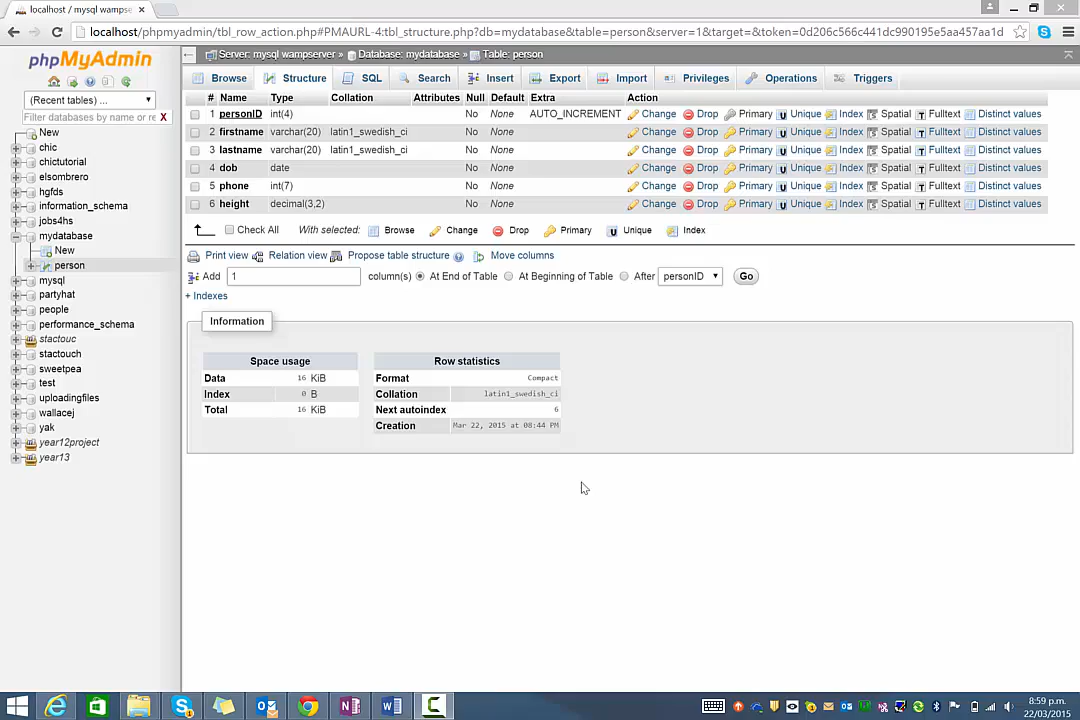 localhost / mysql wampse
localhost/phpmyadmin/tbl_row_action.php#PMAURL-4:tbl_structure.php?db=mydatabase&table=person&server=1&target=&token=0d206c566c441dc990195e5aa457aa1d
phpMyAdmin
(Recent tables) ...
Filter databases by name or re X
New
chic
chictutorial
elsombrero
hgfds
information_schema
jobs4hs
mydatabase
New
person
mysql
partyhat
people
performance_schema
stactouc
stactouch
sweetpea
test
uploadingfiles
wallacej
yak
year12project
year13
Server: mysql wampserver » Database: mydatabase » Table: person
Browse Structure SQL Search Insert Export Import Privileges Operations Triggers
# Name Type Collation Attributes Null Default Extra Action
1 personID int(4) No None AUTO_INCREMENT Change Drop Primary Unique Index Spatial Fulltext Distinct values
2 firstname varchar(20) latin1_swedish_ci No None Change Drop Primary Unique Index Spatial Fulltext Distinct values
3 lastname varchar(20) latin1_swedish_ci No None Change Drop Primary Unique Index Spatial Fulltext Distinct values
4 dob date No None Change Drop Primary Unique Index Spatial Fulltext Distinct values
5 phone int(7) No None Change Drop Primary Unique Index Spatial Fulltext Distinct values
6 height decimal(3,2) No None Change Drop Primary Unique Index Spatial Fulltext Distinct values
Check All With selected: Browse Change Drop Primary Unique Index
Print view Relation view Propose table structure Move columns
Add 1 column(s) At End of Table At Beginning of Table After personID Go
+ Indexes
Information
Space usage
Data 16 KiB
Index 0 B
Total 16 KiB
Row statistics
Format Compact
Collation latin1_swedish_ci
Next autoindex 6
Creation Mar 22, 2015 at 08:44 PM
8:59 p.m.
22/03/2015